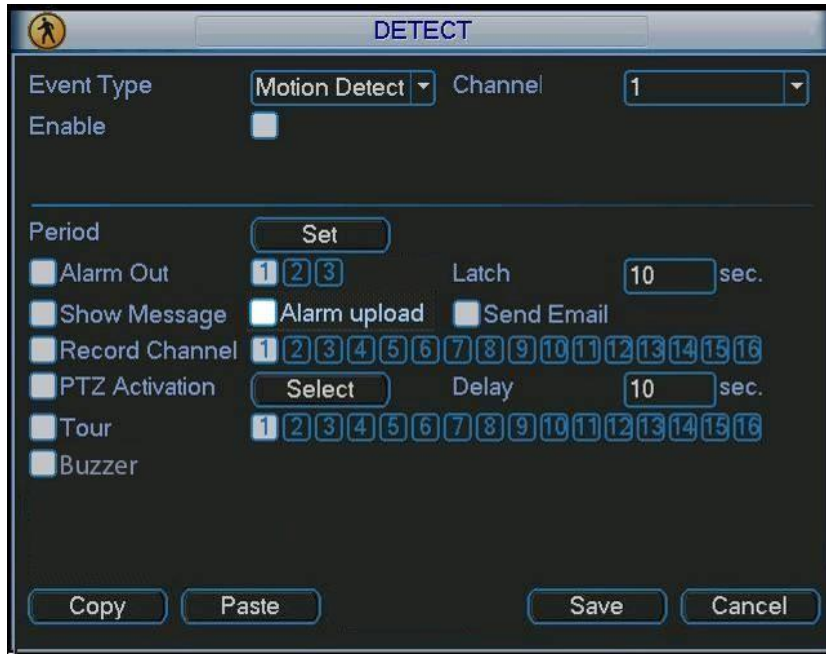 DETECT
Event Type Motion Detect Channel 1
Enable
Period Set
Alarm Out 1 2 3 Latch 10 sec.
Show Message Alarm upload Send Email
Record Channel 1 2 3 4 5 6 7 8 9 10 11 12 13 14 15 16
PTZ Activation Select Delay 10 sec.
Tour 1 2 3 4 5 6 7 8 9 10 11 12 13 14 15 16
Buzzer
Copy Paste Save Cancel